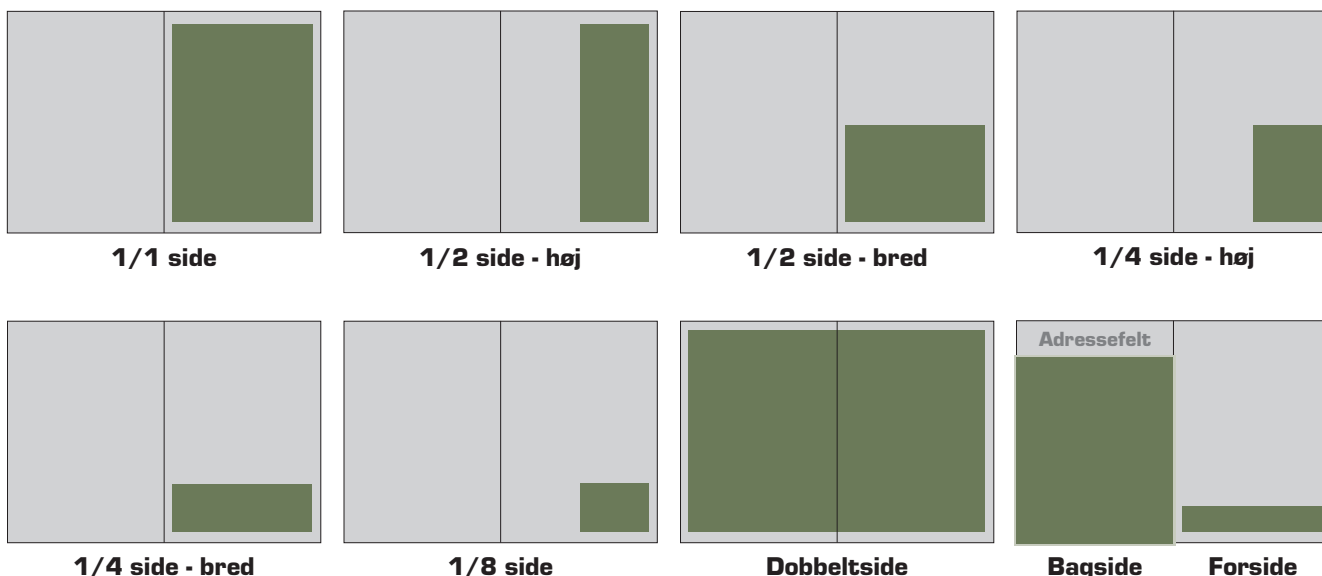 1/1 side
1/2 side - høj
1/2 side - bred
1/4 side - høj
Adressefelt
1/4 side - bred
1/8 side
Dobbeltside
Bagside
Forside